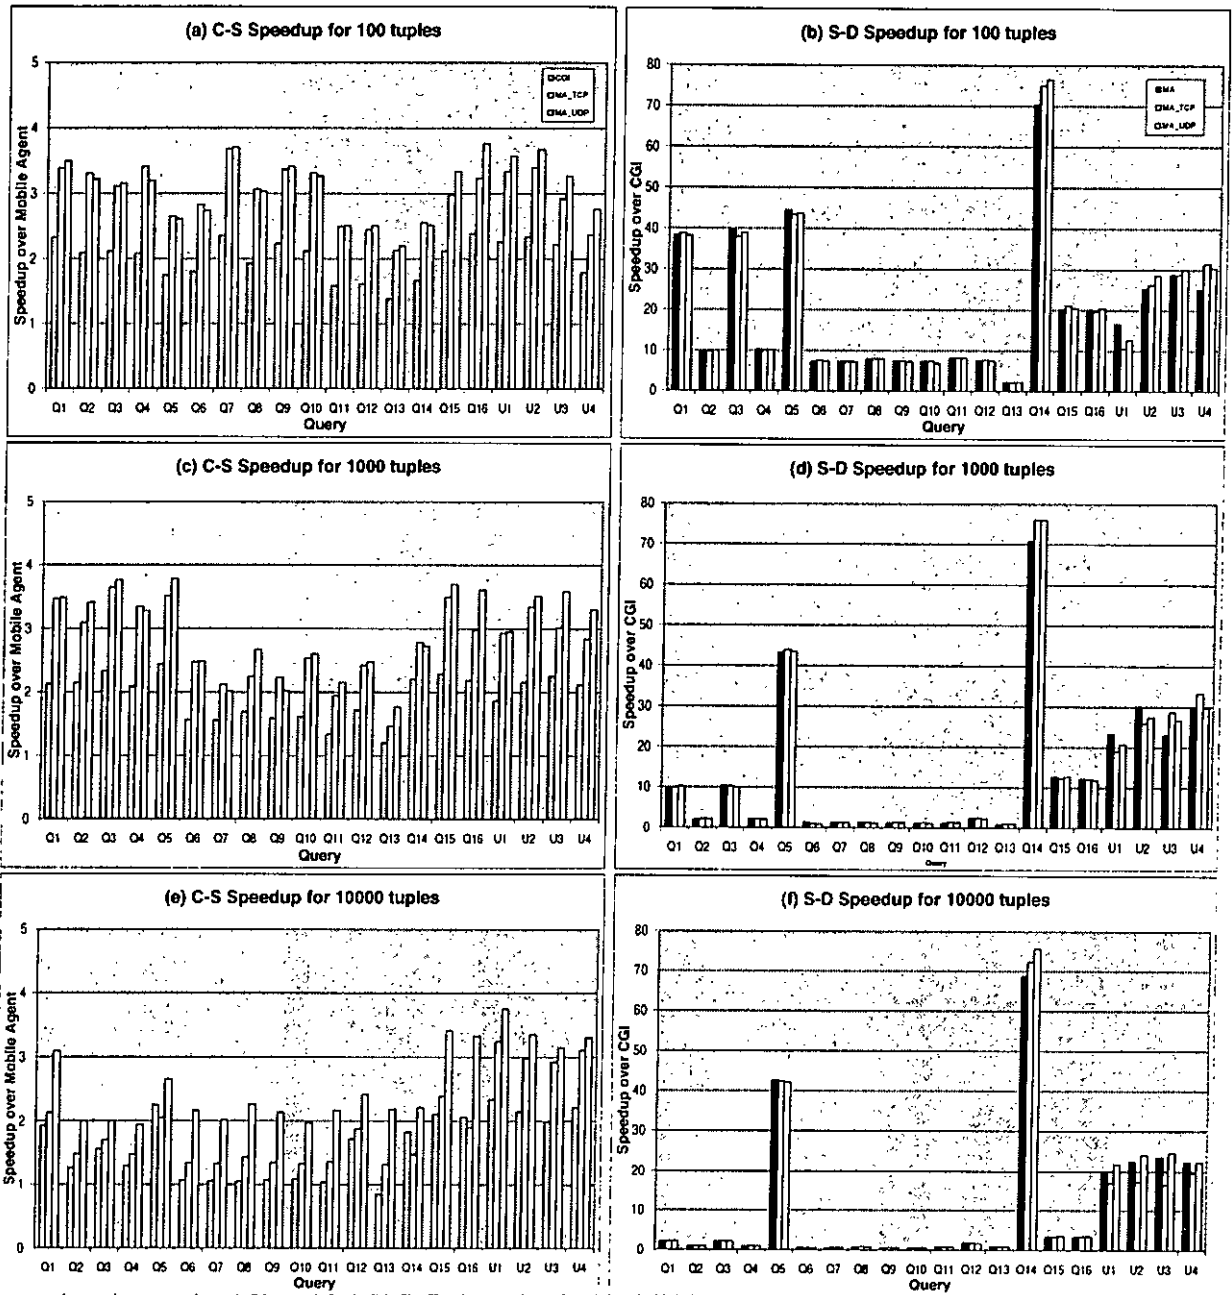 (a) C-S Speedup for 100 tuples
Speedup over Mobile Agent
5
4
3
2
1
0
CGI
MA_TCP
MA_UDP
Q1 Q2 Q3 Q4 Q5 Q6 Q7 Q8 Q9 Q10 Q11 Q12 Q13 Q14 Q15 Q16 U1 U2 U3 U4
Query
(b) S-D Speedup for 100 tuples
Speedup over CGI
80
70
60
50
40
30
20
10
0
MA
MA_TCP
MA_UDP
Q1 Q2 Q3 Q4 Q5 Q6 Q7 Q8 Q9 Q10 Q11 Q12 Q13 Q14 Q15 Q16 U1 U2 U3 U4
Query
(c) C-S Speedup for 1000 tuples
Speedup over Mobile Agent
5
4
3
2
1
0
Q1 Q2 Q3 Q4 Q5 Q6 Q7 Q8 Q9 Q10 Q11 Q12 Q13 Q14 Q15 Q16 U1 U2 U3 U4
Query
(d) S-D Speedup for 1000 tuples
Speedup over CGI
80
70
60
50
40
30
20
10
0
Q1 Q2 Q3 Q4 Q5 Q6 Q7 Q8 Q9 Q10 Q11 Q12 Q13 Q14 Q15 Q16 U1 U2 U3 U4
Query
(e) C-S Speedup for 10000 tuples
Speedup over Mobile Agent
5
4
3
2
1
0
Q1 Q2 Q3 Q4 Q5 Q6 Q7 Q8 Q9 Q10 Q11 Q12 Q13 Q14 Q15 Q16 U1 U2 U3 U4
Query
(f) S-D Speedup for 10000 tuples
Speedup over CGI
80
70
60
50
40
30
20
10
0
Q1 Q2 Q3 Q4 Q5 Q6 Q7 Q8 Q9 Q10 Q11 Q12 Q13 Q14 Q15 Q16 U1 U2 U3 U4
Query